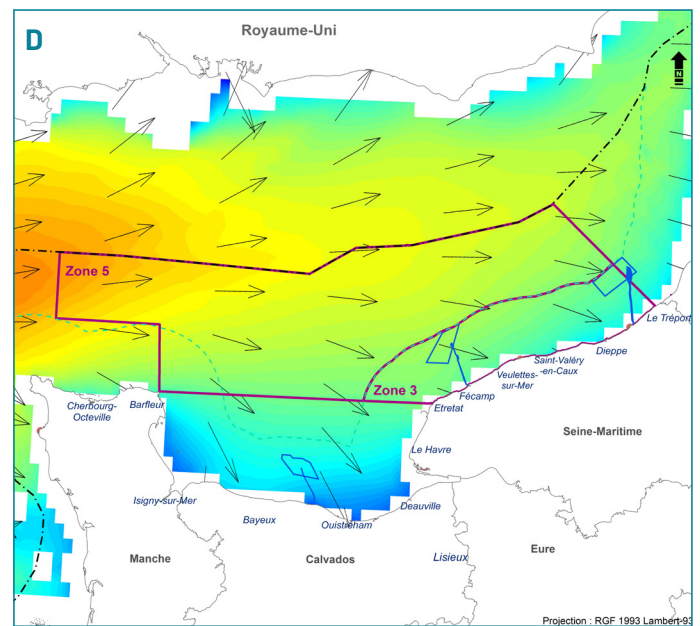 D
Royaume-Uni
N
Zone 5
Le Tréport
Dieppe
Saint-Valéry
-en-Caux
Veulettes-
sur-Mer
Fécamp
Zone 3
Etretat
Cherbourg-
Octeville
Barfleur
Seine-Maritime
Le Havre
Isigny-sur-Mer
Deauville
Bayeux
Ouistreham
Manche
Calvados
Lisieux
Eure
Projection : RGF 1993 Lambert-93